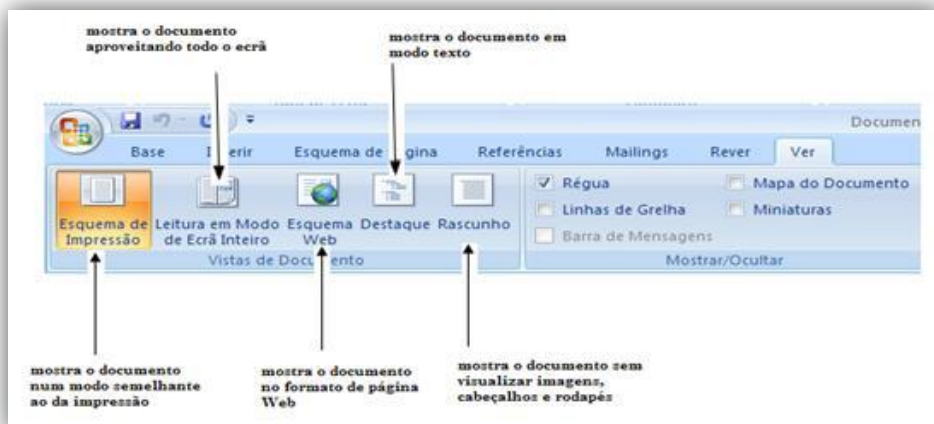 mostra o documento
aproveitando todo o ecrã
mostra o documento em
modo texto
Documen
Base
Esquema de
Referências
Mailings
Rever
Ver
Régua
Mapa do Documento
Linhas de Grelha
Miniaturas
Barra de Mensagens
Esquema de
Impressão
Leitura em Modo
de Ecrã Inteiro
Esquema
Web
Destaque
Rascunho
Vistas de
Mostrar/Ocultar
mostra o documento
num modo semelhante
ao da impressão
mostra o documento
no formato de página
Web
mostra o documento sem
visualizar imagens,
cabeçalhos e rodapés